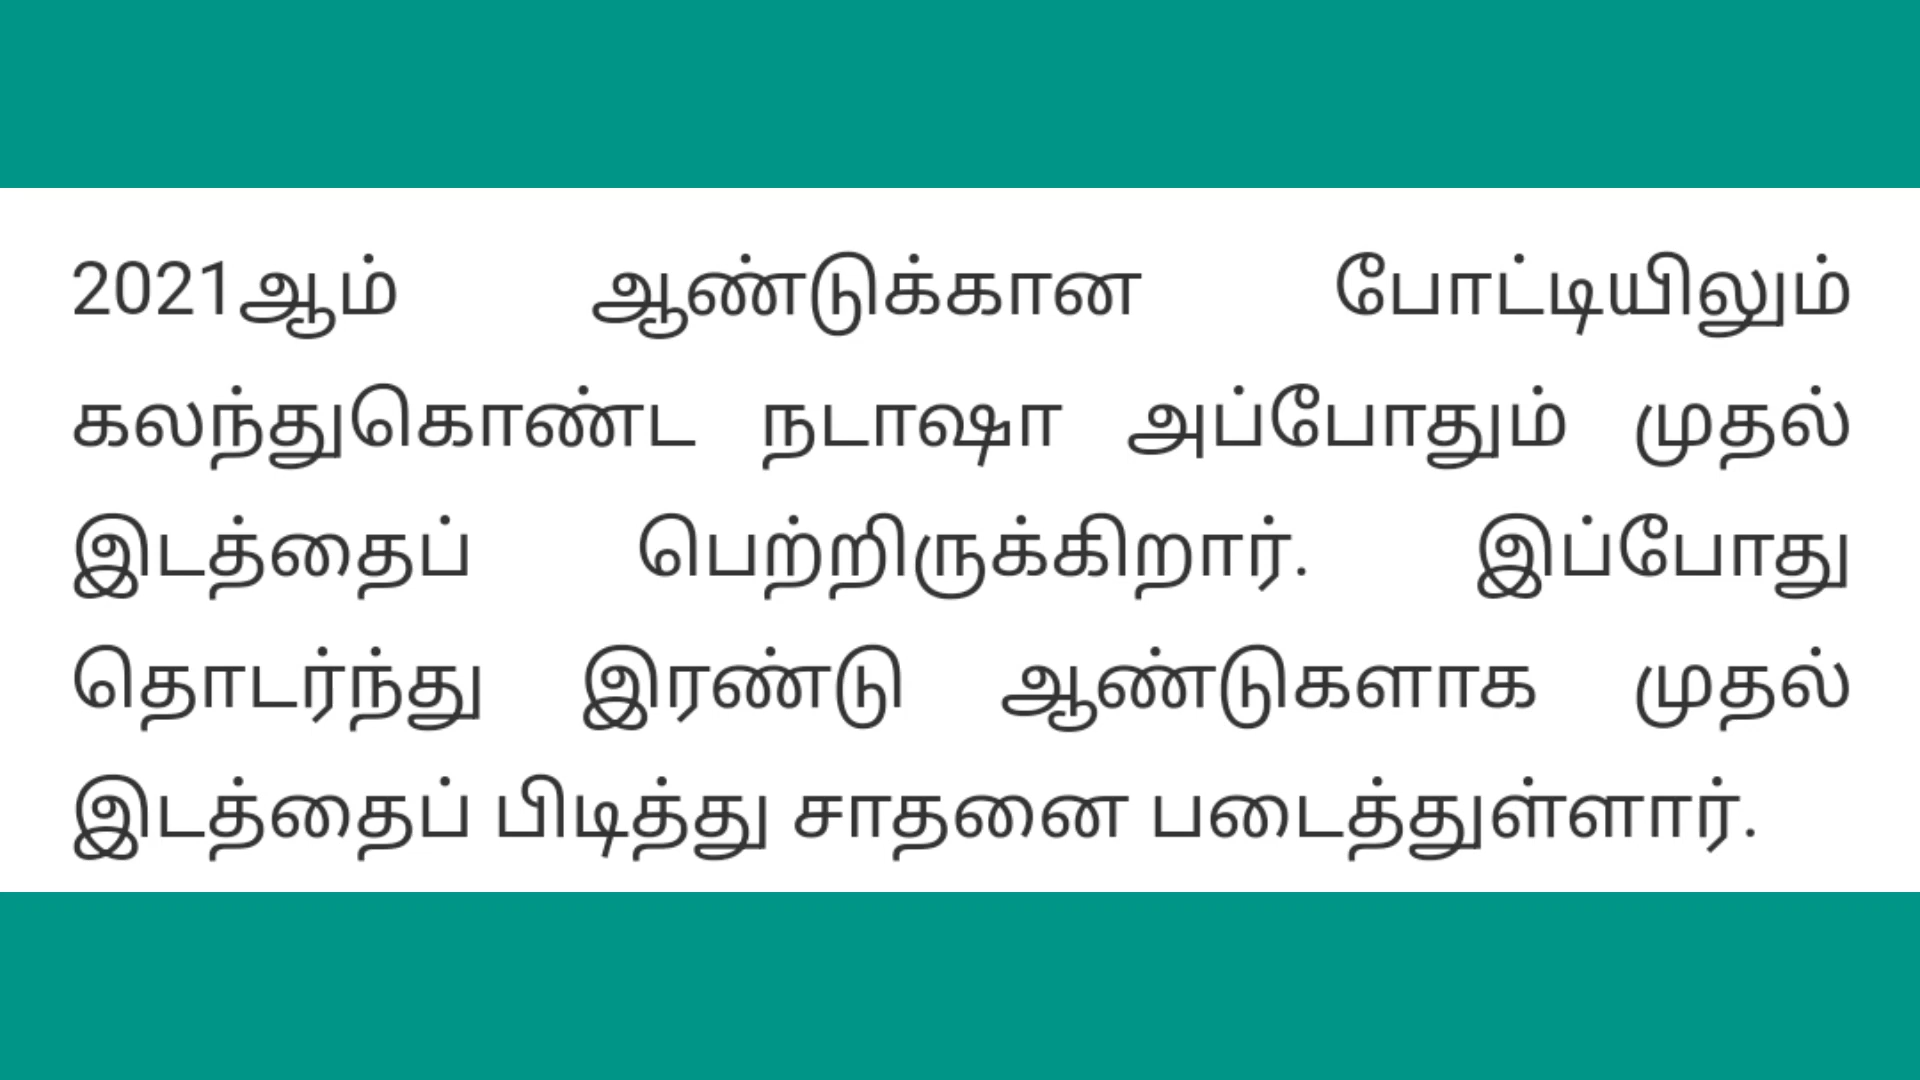 2021ஆம் ஆண்டுக்கான போட்டியிலும்
கலந்துகொண்ட நடாஷா அப்போதும் முதல்
இடத்தைப் பெற்றிருக்கிறார். இப்போது
தொடர்ந்து இரண்டு ஆண்டுகளாக முதல்
இடத்தைப் பிடித்து சாதனை படைத்துள்ளார்.